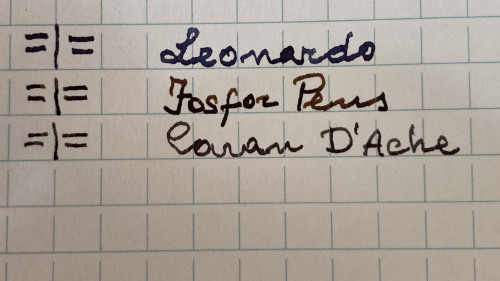 =|= Leonardo
=|= Fosfor Pens
=|= Caran D'Ache